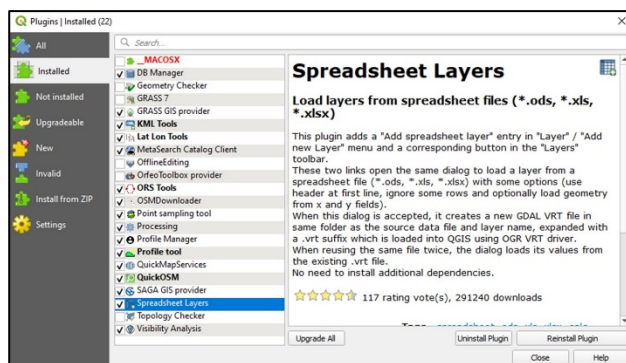 Plugins | Installed (22)
All
Installed
Not installed
Upgradeable
New
Invalid
Install from ZIP
Settings
Search...
__MACOSX
DB Manager
Geometry Checker
GRASS 7
GRASS GIS provider
KML Tools
Lat Lon Tools
MetaSearch Catalog Client
OfflineEditing
OrfeoToolbox provider
ORS Tools
OSMDownloader
Point sampling tool
Processing
Profile Manager
Profile tool
QuickMapServices
QuickOSM
SAGA GIS provider
Spreadsheet Layers
Topology Checker
Visibility Analysis
Spreadsheet Layers
Load layers from spreadsheet files (*.ods, *.xls,
*.xlsx)
This plugin adds a "Add spreadsheet layer" entry in "Layer" / "Add
new Layer" menu and a corresponding button in the "Layers"
toolbar.
These two links open the same dialog to load a layer from a
spreadsheet file (*.ods, *.xls, *.xlsx) with some options (use
header at first line, ignore some rows and optionally load geometry
from x and y fields).
When this dialog is accepted, it creates a new GDAL VRT file in
same folder as the source data file and layer name, expanded with
a .vrt suffix which is loaded into QGIS using OGR VRT driver.
When reusing the same file twice, the dialog loads its values from
the existing .vrt file.
No need to install additional dependencies.
117 rating vote(s), 291240 downloads
Upgrade All
Uninstall Plugin
Reinstall Plugin
Close
Help